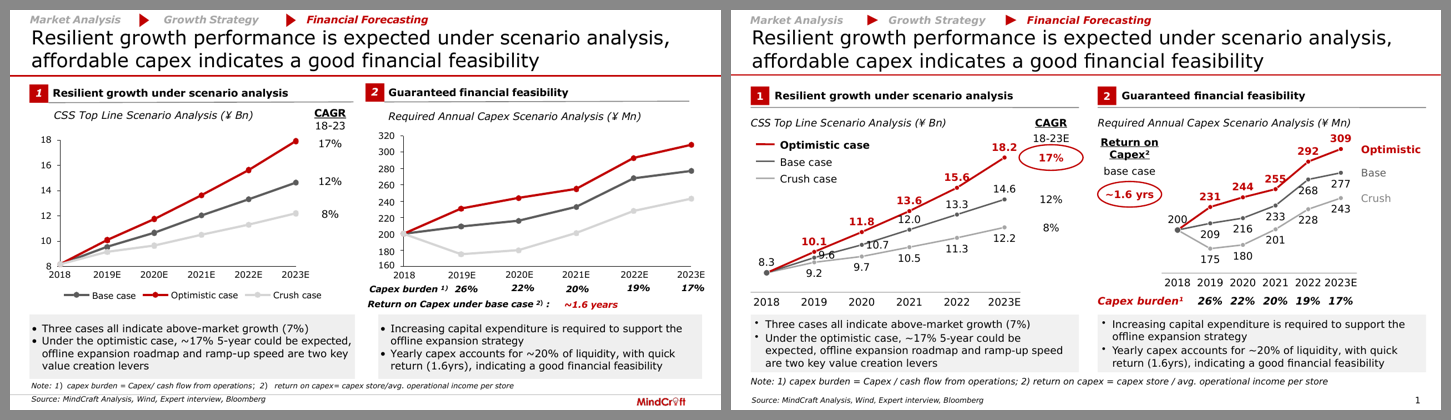 Market Analysis Growth Strategy Financial Forecasting
Resilient growth performance is expected under scenario analysis,
affordable capex indicates a good financial feasibility
1 Resilient growth under scenario analysis
CSS Top Line Scenario Analysis (¥ Bn)
CAGR
18-23
18
16
14
12
10
8
17%
12%
8%
2018 2019E 2020E 2021E 2022E 2023E
Base case Optimistic case Crush case
2 Guaranteed financial feasibility
Required Annual Capex Scenario Analysis (¥ Mn)
320
300
280
260
240
220
200
180
160
2018 2019E 2020E 2021E 2022E 2023E
Capex burden 1) 26% 22% 20% 19% 17%
Return on Capex under base case 2) : ~1.6 years
• Three cases all indicate above-market growth (7%)
• Under the optimistic case, ~17% 5-year could be expected,
offline expansion roadmap and ramp-up speed are two key
value creation levers
• Increasing capital expenditure is required to support the
offline expansion strategy
• Yearly capex accounts for ~20% of liquidity, with quick
return (1.6yrs), indicating a good financial feasibility
Note: 1) capex burden = Capex/ cash flow from operations; 2) return on capex= capex store/avg. operational income per store
Source: MindCraft Analysis, Wind, Expert interview, Bloomberg
MindCraft
Market Analysis Growth Strategy Financial Forecasting
Resilient growth performance is expected under scenario analysis,
affordable capex indicates a good financial feasibility
1 Resilient growth under scenario analysis
CSS Top Line Scenario Analysis (¥ Bn)
CAGR
18-23E
Optimistic case
Base case
Crush case
17%
12%
8%
8.3 10.1 11.8 13.6 15.6 18.2
9.6 10.7 12.0 13.3 14.6
9.2 9.7 10.5 11.3 12.2
2018 2019 2020 2021 2022 2023E
2 Guaranteed financial feasibility
Required Annual Capex Scenario Analysis (¥ Mn)
Return on
Capex²
base case
~1.6 yrs
Optimistic
Base
Crush
200 231 244 255 292 309
209 216 233 268 277
175 180 201 228 243
2018 2019 2020 2021 2022 2023E
Capex burden¹ 26% 22% 20% 19% 17%
• Three cases all indicate above-market growth (7%)
• Under the optimistic case, ~17% 5-year could be
expected, offline expansion roadmap and ramp-up speed
are two key value creation levers
• Increasing capital expenditure is required to support the
offline expansion strategy
• Yearly capex accounts for ~20% of liquidity, with quick
return (1.6yrs), indicating a good financial feasibility
Note: 1) capex burden = Capex / cash flow from operations; 2) return on capex = capex store / avg. operational income per store
Source: MindCraft Analysis, Wind, Expert interview, Bloomberg
1